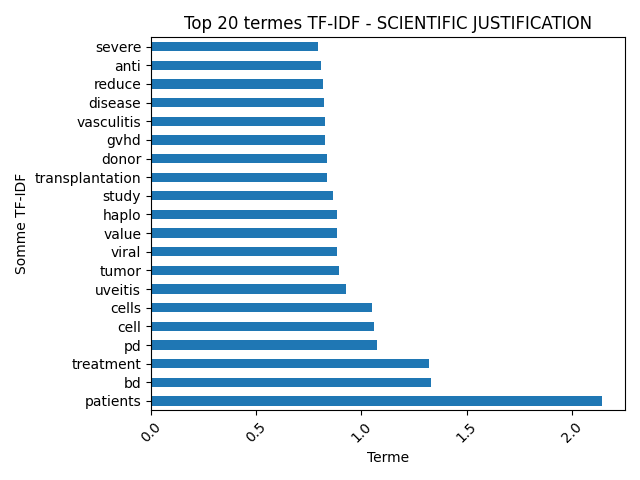 Top 20 termes TF-IDF - SCIENTIFIC JUSTIFICATION
severe
anti
reduce
disease
vasculitis
gvhd
donor
transplantation
study
haplo
value
viral
tumor
uveitis
cells
cell
pd
treatment
bd
patients
Somme TF-IDF
0.0 0.5 1.0 1.5 2.0
Terme